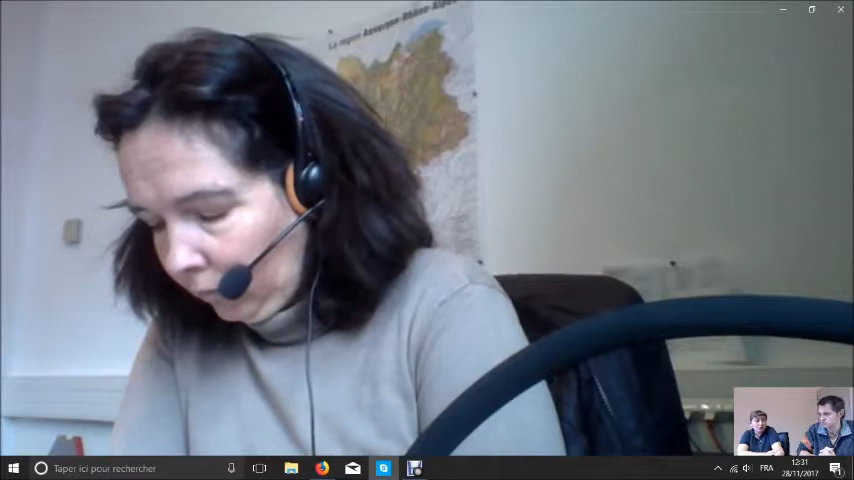 La région Auvergne-Rhône-Alpes
Taper ici pour rechercher
FRA
12:31
28/11/2017